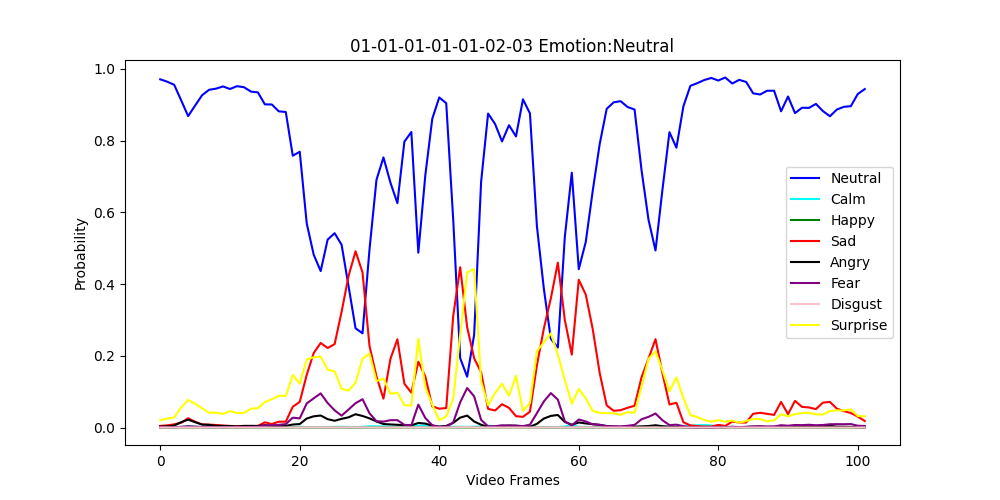 01-01-01-01-01-02-03 Emotion:Neutral
1.0
0.8
0.6
0.4
0.2
0.0
Probability
0 20 40 60 80 100
Video Frames
Neutral
Calm
Happy
Sad
Angry
Fear
Disgust
Surprise